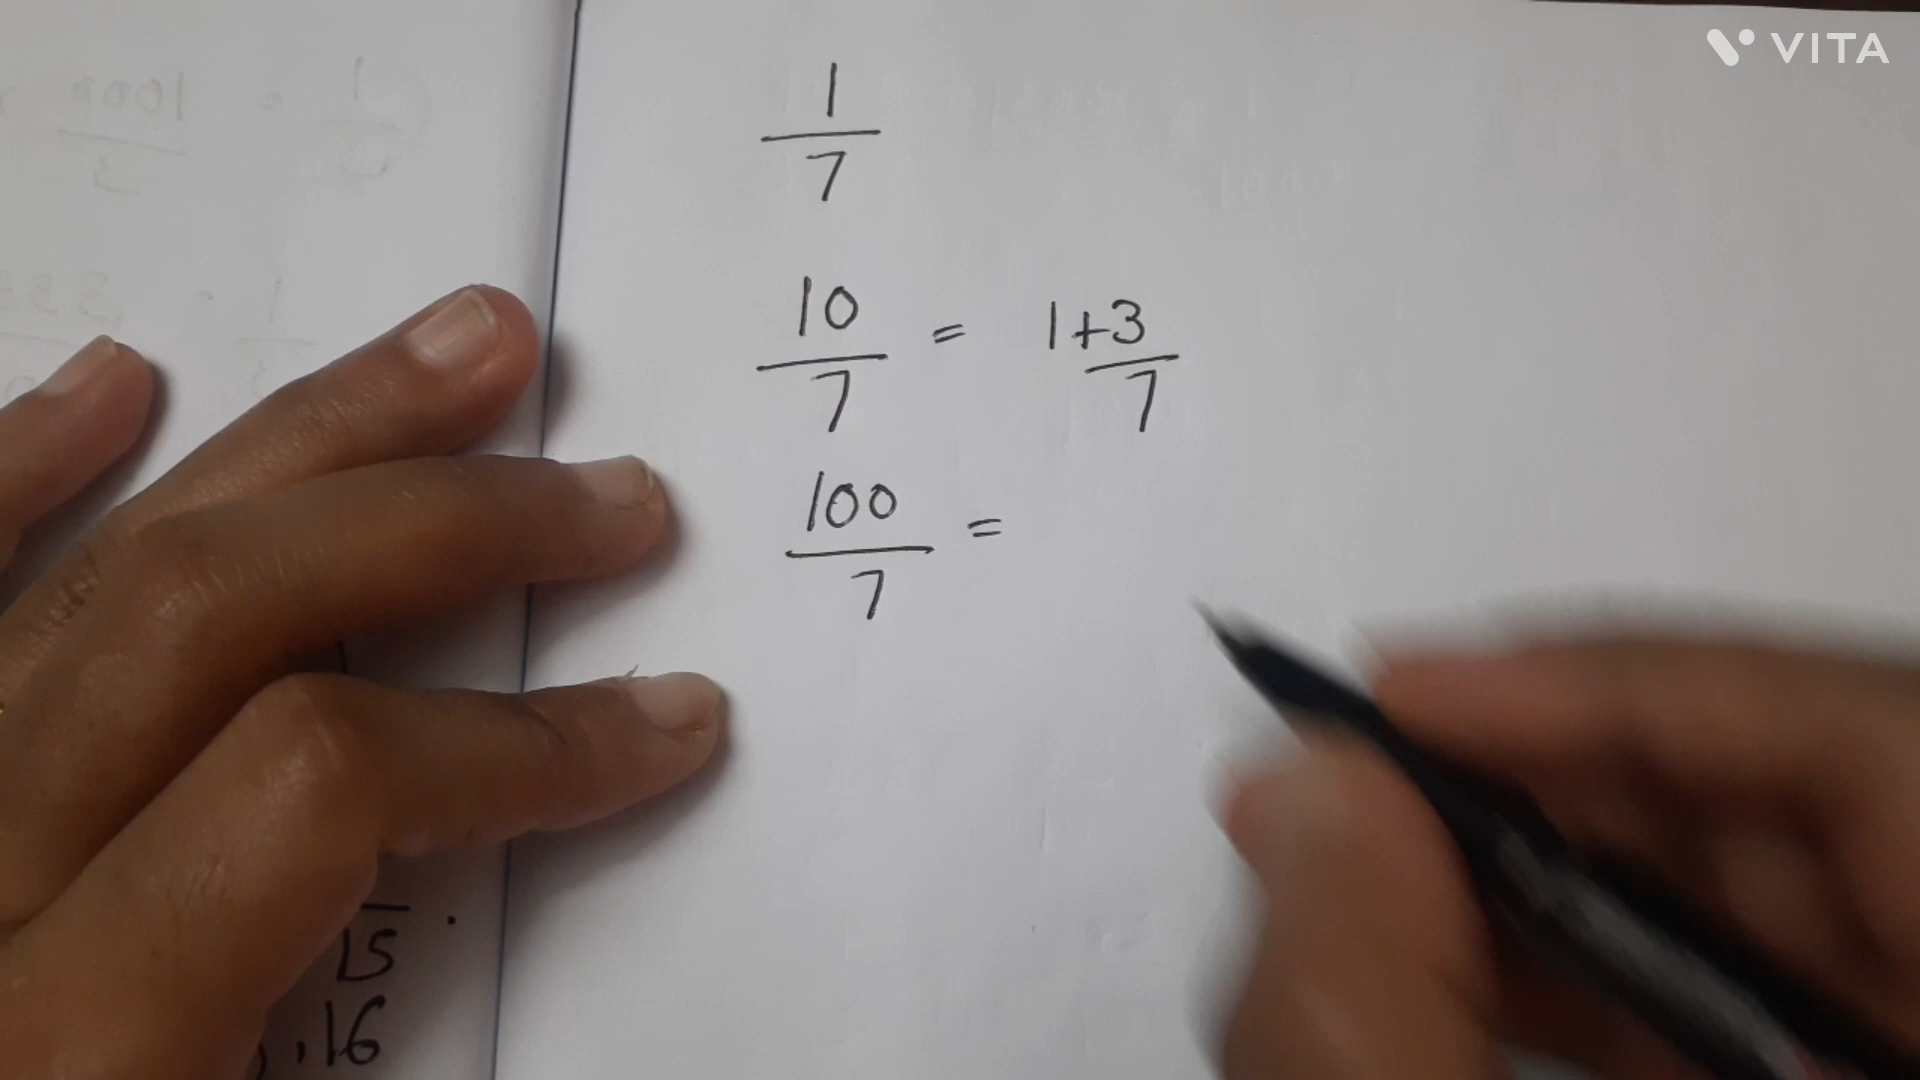 VITA
1/7
10/7 = 1+3/7
100/7 =
15
.16